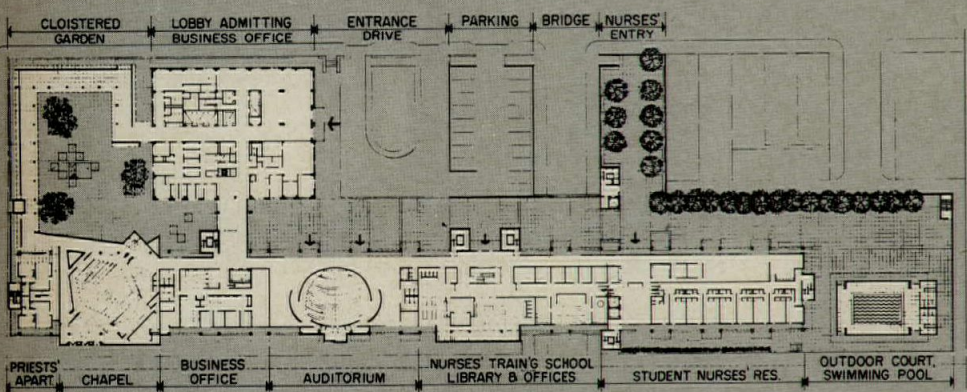 CLOISTERED
GARDEN
LOBBY ADMITTING
BUSINESS OFFICE
ENTRANCE
DRIVE
PARKING
BRIDGE
NURSES'
ENTRY
PRIESTS'
APART.
CHAPEL
BUSINESS
OFFICE
AUDITORIUM
NURSES' TRAIN'G SCHOOL
LIBRARY & OFFICES
STUDENT NURSES' RES.
OUTDOOR COURT,
SWIMMING POOL